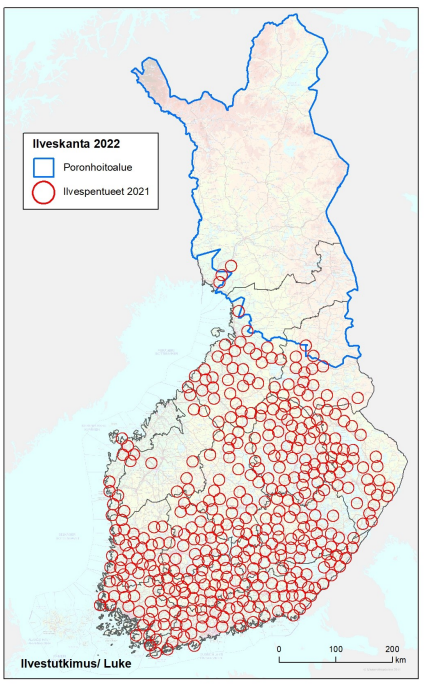 Ilveskanta 2022
Poronhoitoalue
Ilvespentueet 2021
0 100 200
km
Ilvestutkimus/ Luke